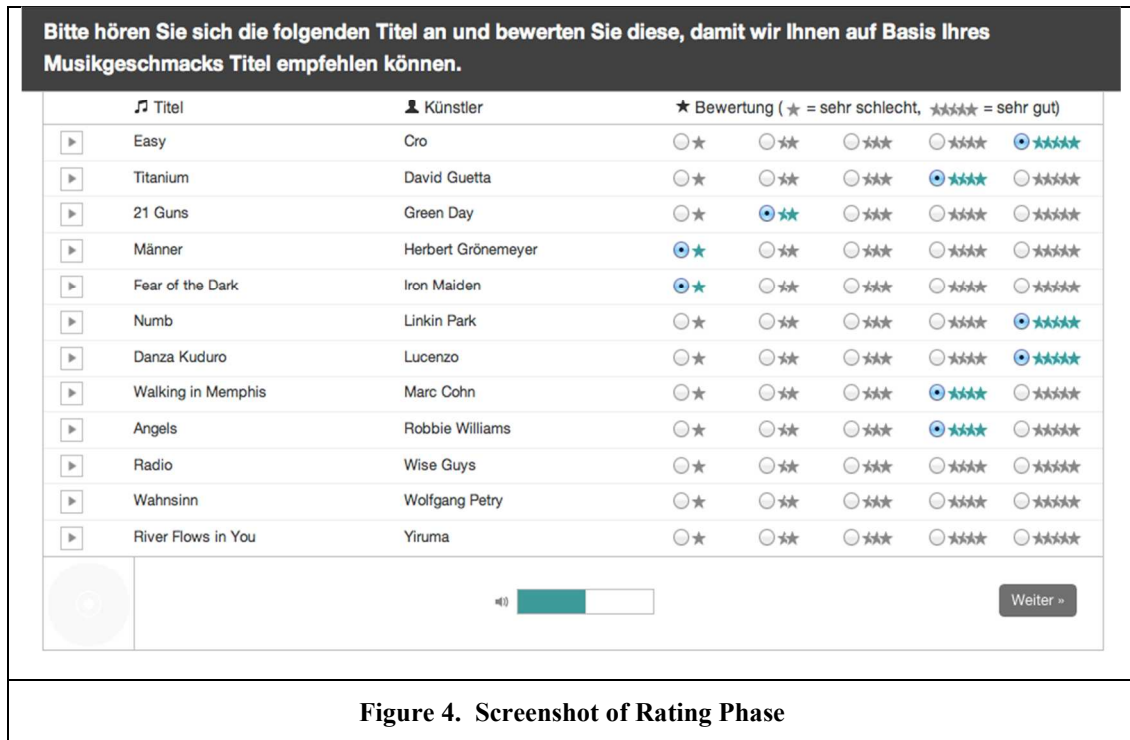 Bitte hören Sie sich die folgenden Titel an und bewerten Sie diese, damit wir Ihnen auf Basis Ihres
Musikgeschmacks Titel empfehlen können.
Titel Künstler ★ Bewertung ( ★ = sehr schlecht, ★★★★★ = sehr gut)
Easy Cro
Titanium David Guetta
21 Guns Green Day
Männer Herbert Grönemeyer
Fear of the Dark Iron Maiden
Numb Linkin Park
Danza Kuduro Lucenzo
Walking in Memphis Marc Cohn
Angels Robbie Williams
Radio Wise Guys
Wahnsinn Wolfgang Petry
River Flows in You Yiruma
Weiter »
Figure 4. Screenshot of Rating Phase